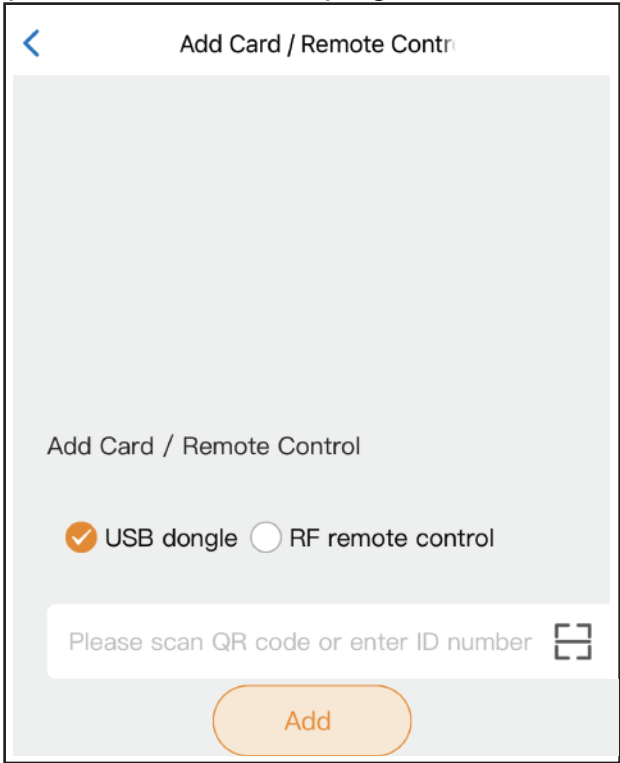 Add Card / Remote Contr
Add Card / Remote Control
USB dongle RF remote control
Please scan QR code or enter ID number
Add